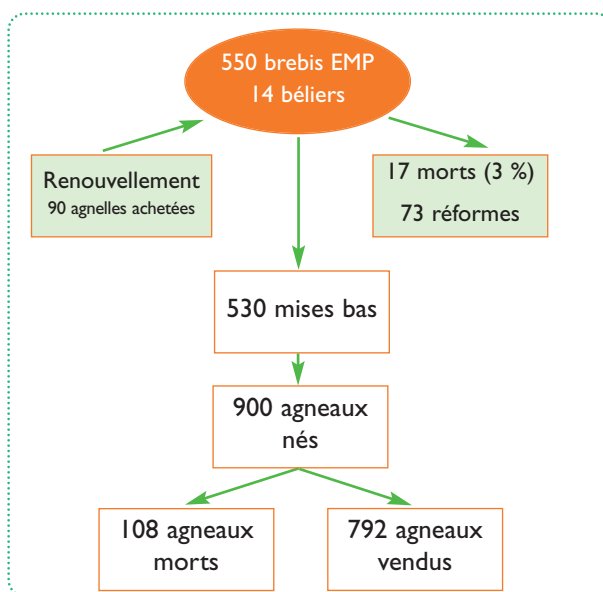 550 brebis EMP
14 béliers
Renouvellement
90 agnelles achetées
17 morts (3 %)
73 réformes
530 mises bas
900 agneaux
nés
108 agneaux
morts
792 agneaux
vendus